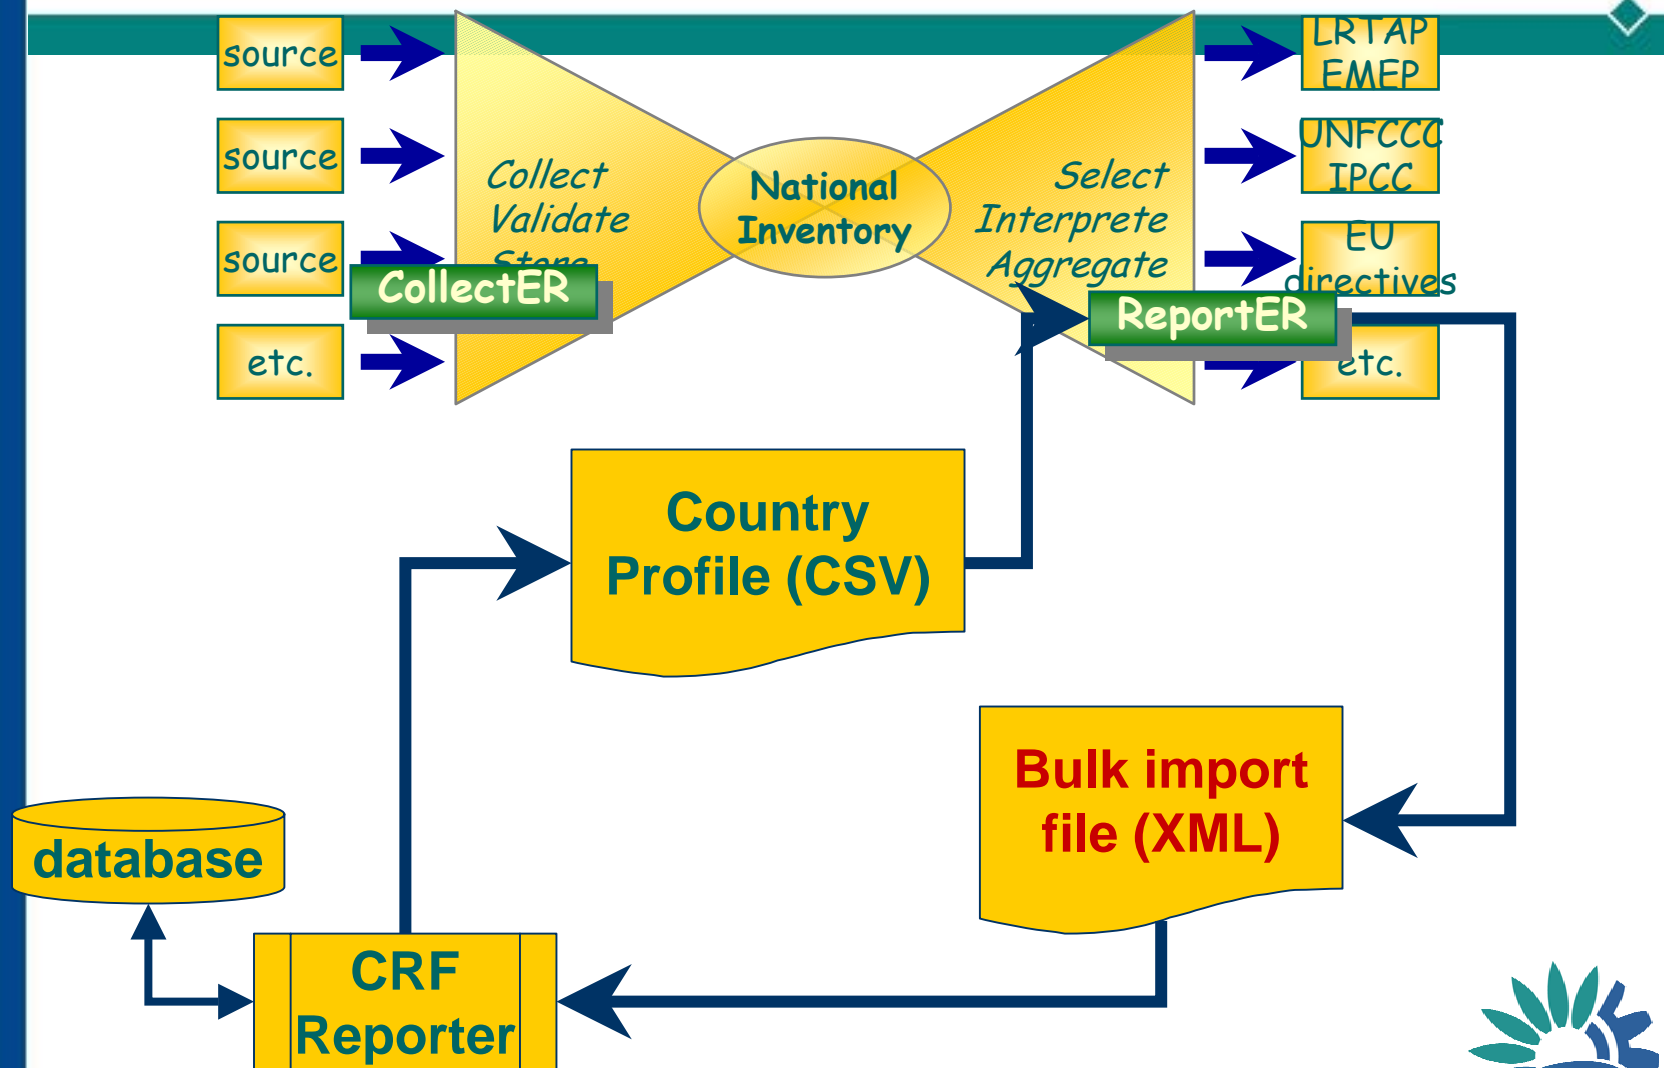 source
source
source
etc.
Collect
Validate
Store
CollectER
National
Inventory
Select
Interprete
Aggregate
ReportER
LRTAP
EMEP
UNFCCC
IPCC
EU
directives
etc.
Country
Profile (CSV)
Bulk import
file (XML)
database
CRF
Reporter